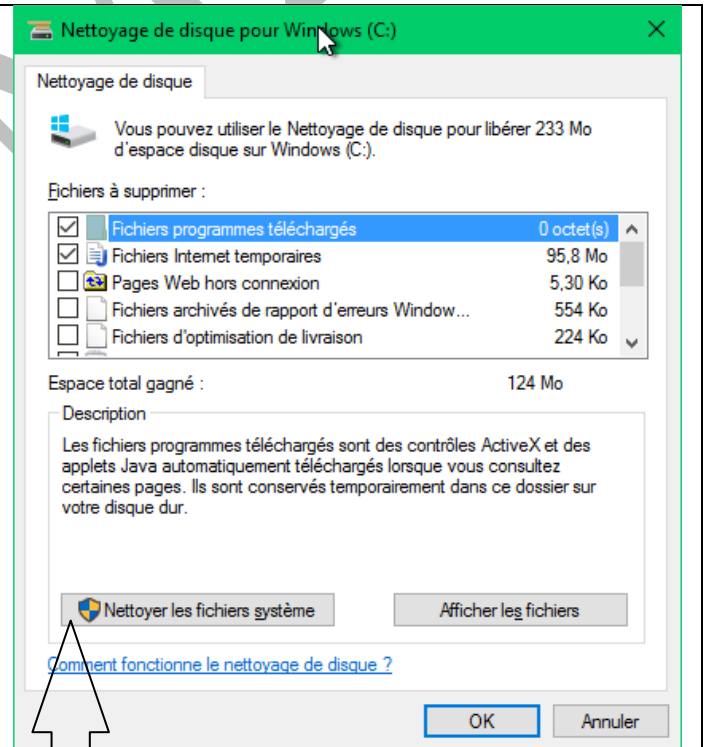 Nettoyage de disque pour Windows (C:)
Nettoyage de disque
Vous pouvez utiliser le Nettoyage de disque pour libérer 233 Mo
d'espace disque sur Windows (C:).
Fichiers à supprimer :
Fichiers programmes téléchargés 0 octet(s)
Fichiers Internet temporaires 95,8 Mo
Pages Web hors connexion 5,30 Ko
Fichiers archivés de rapport d'erreurs Window... 554 Ko
Fichiers d'optimisation de livraison 224 Ko
Espace total gagné : 124 Mo
Description
Les fichiers programmes téléchargés sont des contrôles ActiveX et des
applets Java automatiquement téléchargés lorsque vous consultez
certaines pages. Ils sont conservés temporairement dans ce dossier sur
votre disque dur.
Nettoyer les fichiers système Afficher les fichiers
Comment fonctionne le nettoyage de disque ?
OK Annuler